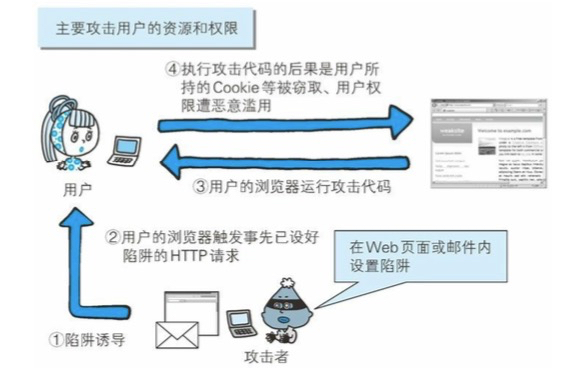 主要攻击用户的资源和权限
④执行攻击代码的后果是用户所
持的Cookie等被窃取、用户权
限遭恶意滥用
Welcome to example.com
用户
③用户的浏览器运行攻击代码
②用户的浏览器触发事先已设好
陷阱的HTTP请求
在Web页面或邮件内
设置陷阱
①陷阱诱导
攻击者